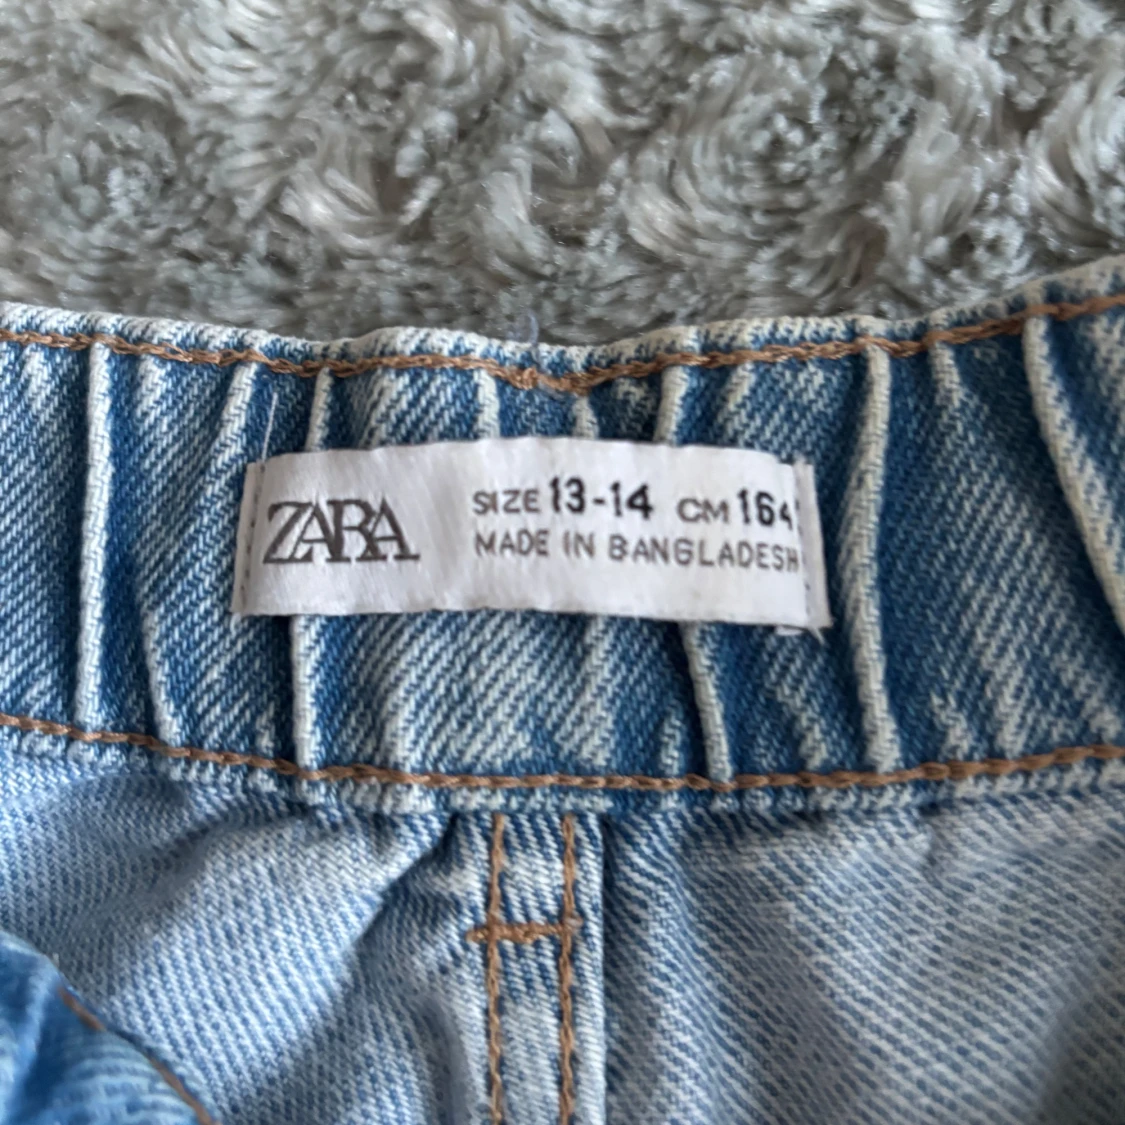 ZARA
SIZE 13-14 CM 164
MADE IN BANGLADESH